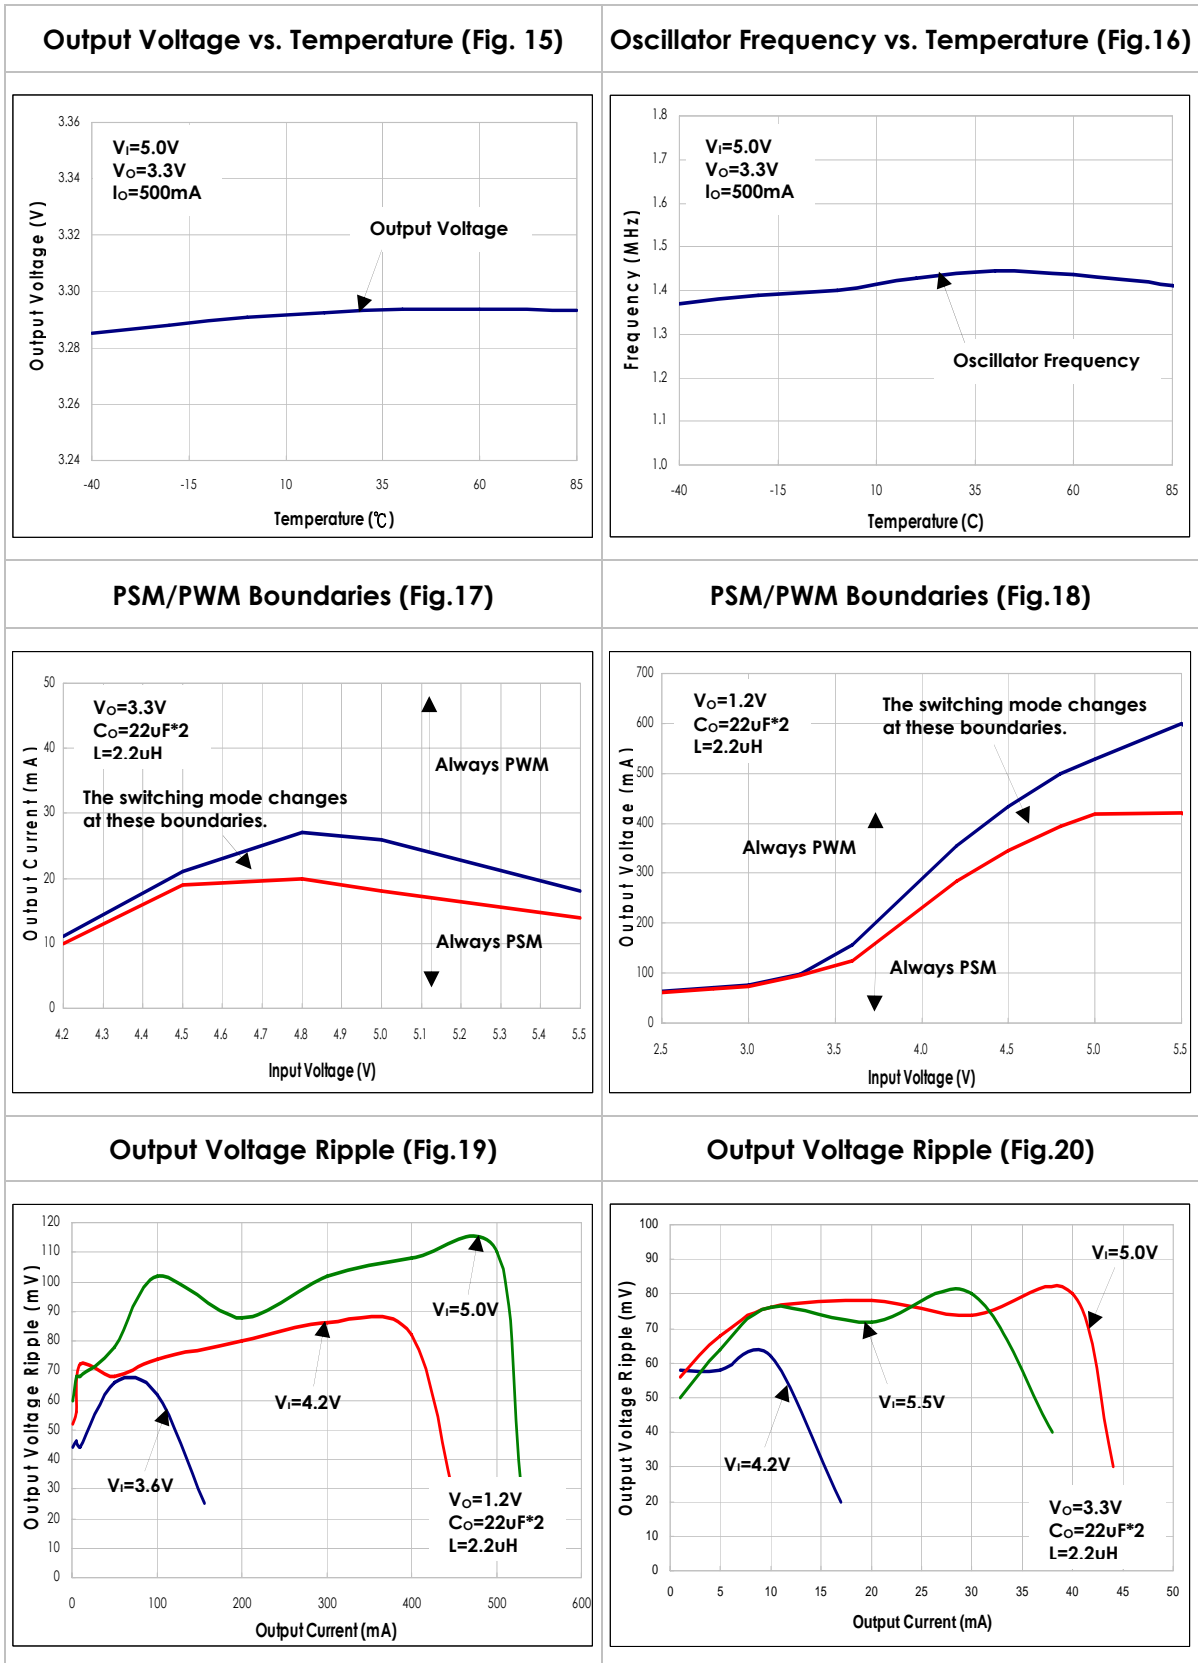 Output Voltage vs. Temperature (Fig. 15)
Oscillator Frequency vs. Temperature (Fig.16)
3.36
3.34
3.32
3.30
3.28
3.26
3.24
Output Voltage (V)
VI=5.0V
VO=3.3V
IO=500mA
Output Voltage
-40 -15 10 35 60 85
Temperature (℃)
1.8
1.7
1.6
1.5
1.4
1.3
1.2
1.1
1.0
Frequency (MHz)
VI=5.0V
VO=3.3V
IO=500mA
Oscillator Frequency
-40 -15 10 35 60 85
Temperature (C)
PSM/PWM Boundaries (Fig.17)
PSM/PWM Boundaries (Fig.18)
50
40
30
20
10
0
Output Current (mA)
VO=3.3V
CO=22uF*2
L=2.2uH
Always PWM
The switching mode changes
at these boundaries.
Always PSM
4.2 4.3 4.4 4.5 4.6 4.7 4.8 4.9 5.0 5.1 5.2 5.3 5.4 5.5
Input Voltage (V)
700
600
500
400
300
200
100
0
Output Voltage (mA)
VO=1.2V
CO=22uF*2
L=2.2uH
The switching mode changes
at these boundaries.
Always PWM
Always PSM
2.5 3.0 3.5 4.0 4.5 5.0 5.5
Input Voltage (V)
Output Voltage Ripple (Fig.19)
Output Voltage Ripple (Fig.20)
120
110
100
90
80
70
60
50
40
30
20
10
0
Output Voltage Ripple (mV)
VI=5.0V
VI=4.2V
VI=3.6V
VO=1.2V
CO=22uF*2
L=2.2uH
0 100 200 300 400 500 600
Output Current (mA)
100
90
80
70
60
50
40
30
20
10
0
Output Voltage Ripple (mV)
VI=5.0V
VI=5.5V
VI=4.2V
VO=3.3V
CO=22uF*2
L=2.2uH
0 5 10 15 20 25 30 35 40 45 50
Output Current (mA)